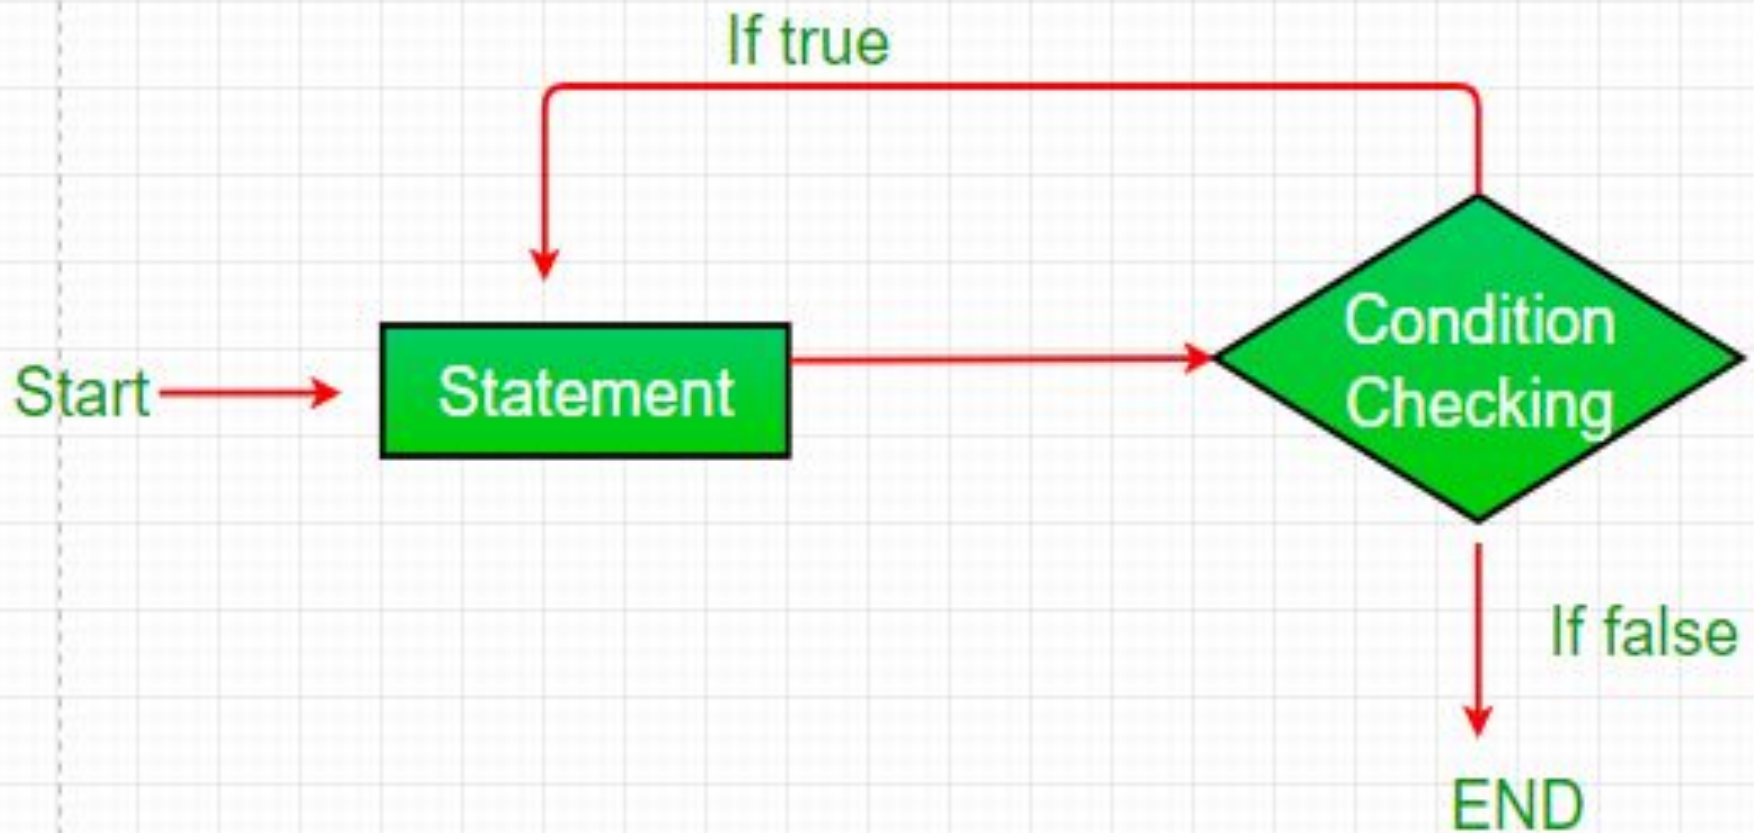 If true
Start
Statement
Condition
Checking
If false
END